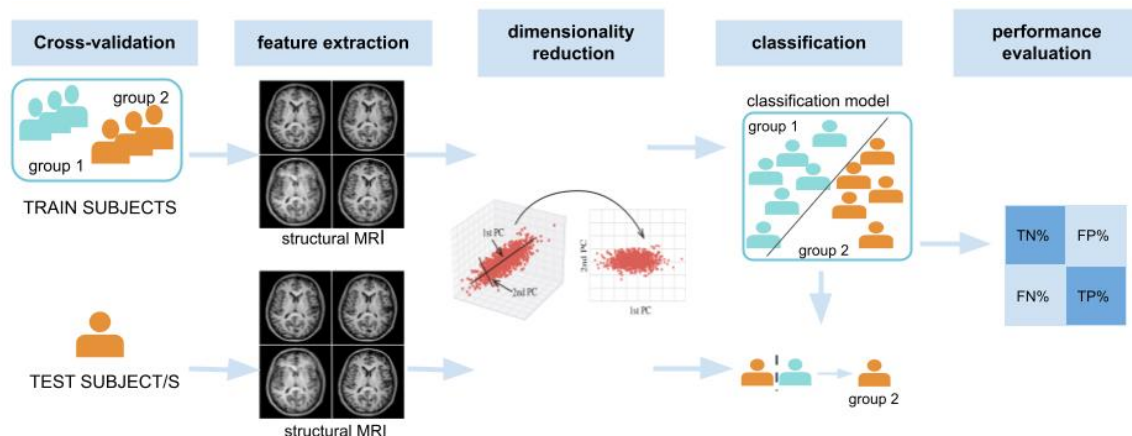 Cross-validation
feature extraction
dimensionality
reduction
classification
performance
evaluation
group 2
group 1
TRAIN SUBJECTS
structural MRI
1st PC
2nd PC
2nd PC
1st PC
classification model
group 1
group 2
TN%
FP%
FN%
TP%
TEST SUBJECT/S
structural MRI
group 2